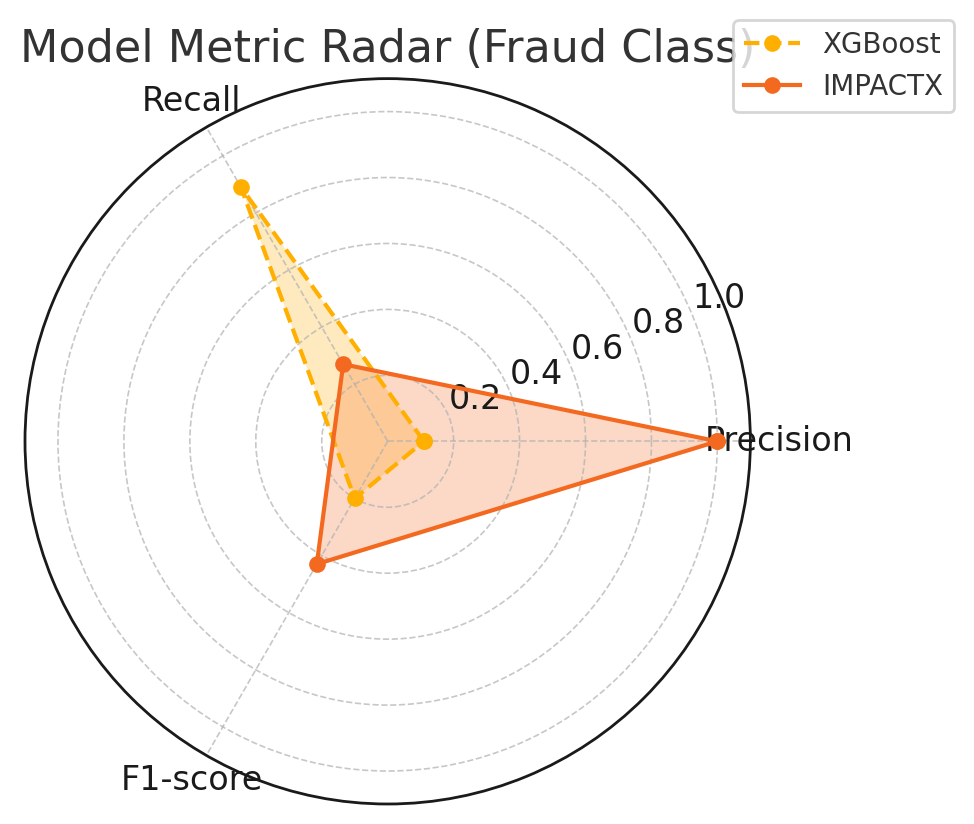 Model Metric Radar (Fraud Class)
XGBoost
IMPACTX
Recall
1.0
0.8
0.6
0.4
0.2
Precision
F1-score